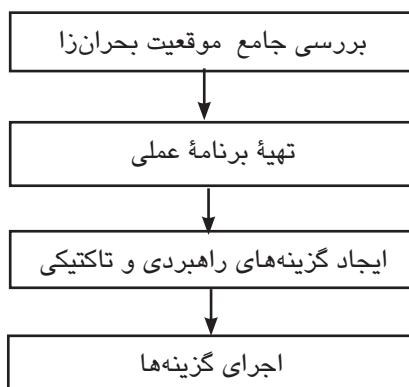 بررسی جامع موقعیت بحران‌زا
تهیهٔ برنامهٔ عملی
ایجاد گزینه‌های راهبردی و تاکتیکی
اجرای گزینه‌ها